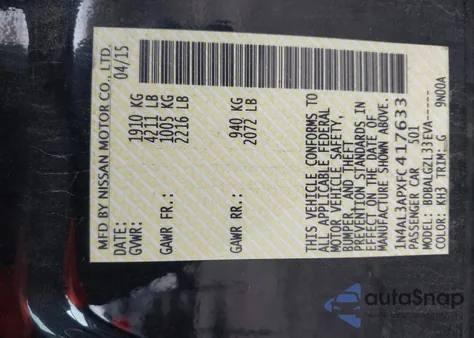 MFD BY NISSAN MOTOR CO., LTD.
DATE: 04/15
GVWR: 1910 KG
4211 LB
GAWR FR.: 1005 KG
2216 LB
GAWR RR.: 940 KG
2072 LB
THIS VEHICLE CONFORMS TO
ALL APPLICABLE FEDERAL
MOTOR VEHICLE SAFETY,
BUMPER, AND THEFT
PREVENTION STANDARDS IN
EFFECT ON THE DATE OF
MANUFACTURE SHOWN ABOVE.
1N4AL3APXFC417633
PASSENGER CAR 501
MODEL: BDBALGZL33EVA-----
COLOR: KH3 TRIM: G 9N00A
autoSnap